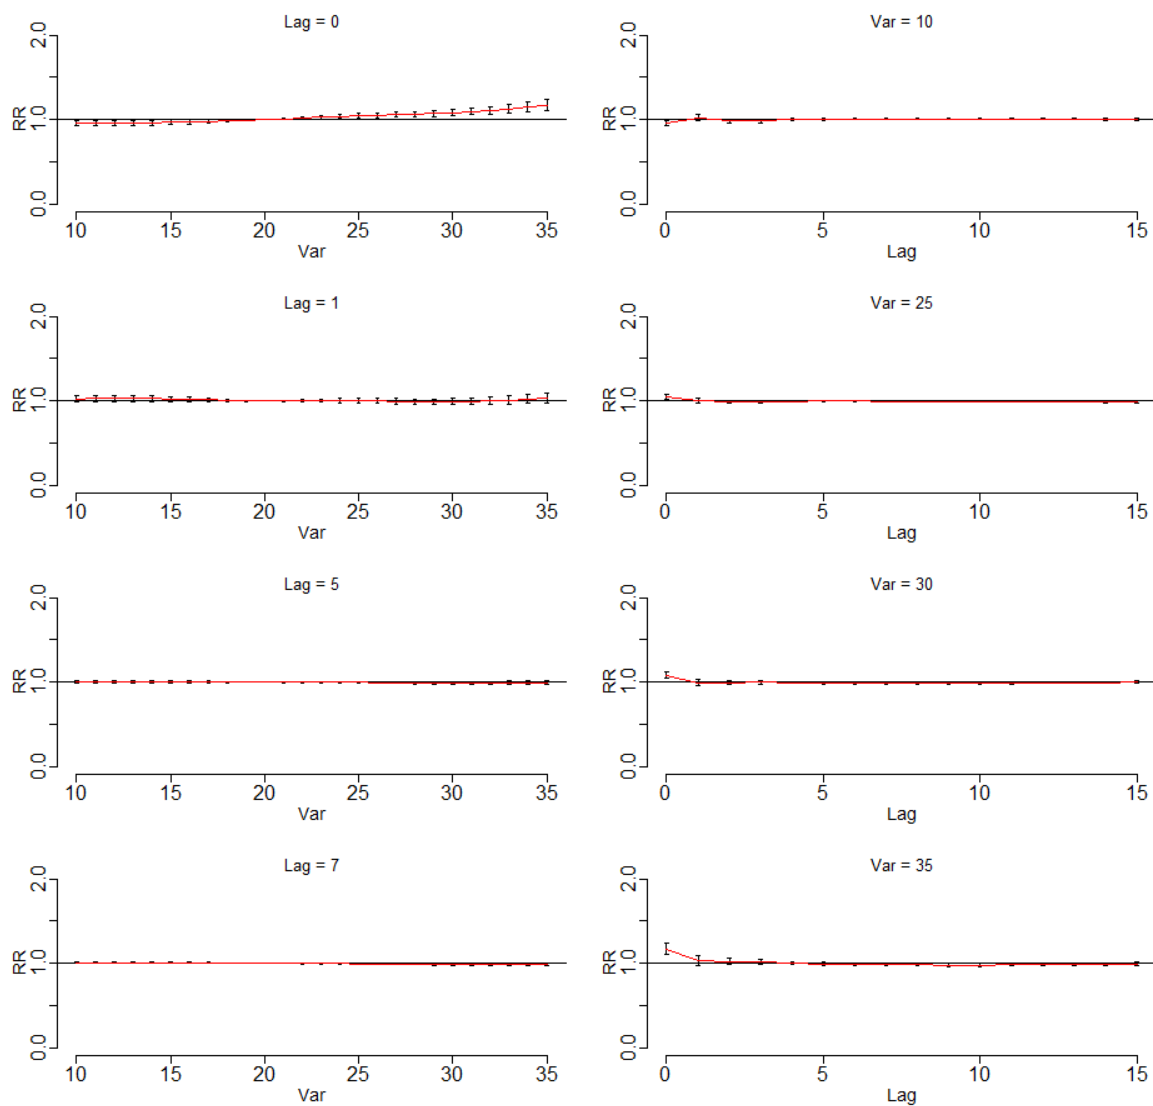 Lag = 0
2.0
1.0
0.0
RR
10 15 20 25 30 35
Var
Var = 10
2.0
1.0
0.0
RR
0 5 10 15
Lag
Lag = 1
2.0
1.0
0.0
RR
10 15 20 25 30 35
Var
Var = 25
2.0
1.0
0.0
RR
0 5 10 15
Lag
Lag = 5
2.0
1.0
0.0
RR
10 15 20 25 30 35
Var
Var = 30
2.0
1.0
0.0
RR
0 5 10 15
Lag
Lag = 7
2.0
1.0
0.0
RR
10 15 20 25 30 35
Var
Var = 35
2.0
1.0
0.0
RR
0 5 10 15
Lag